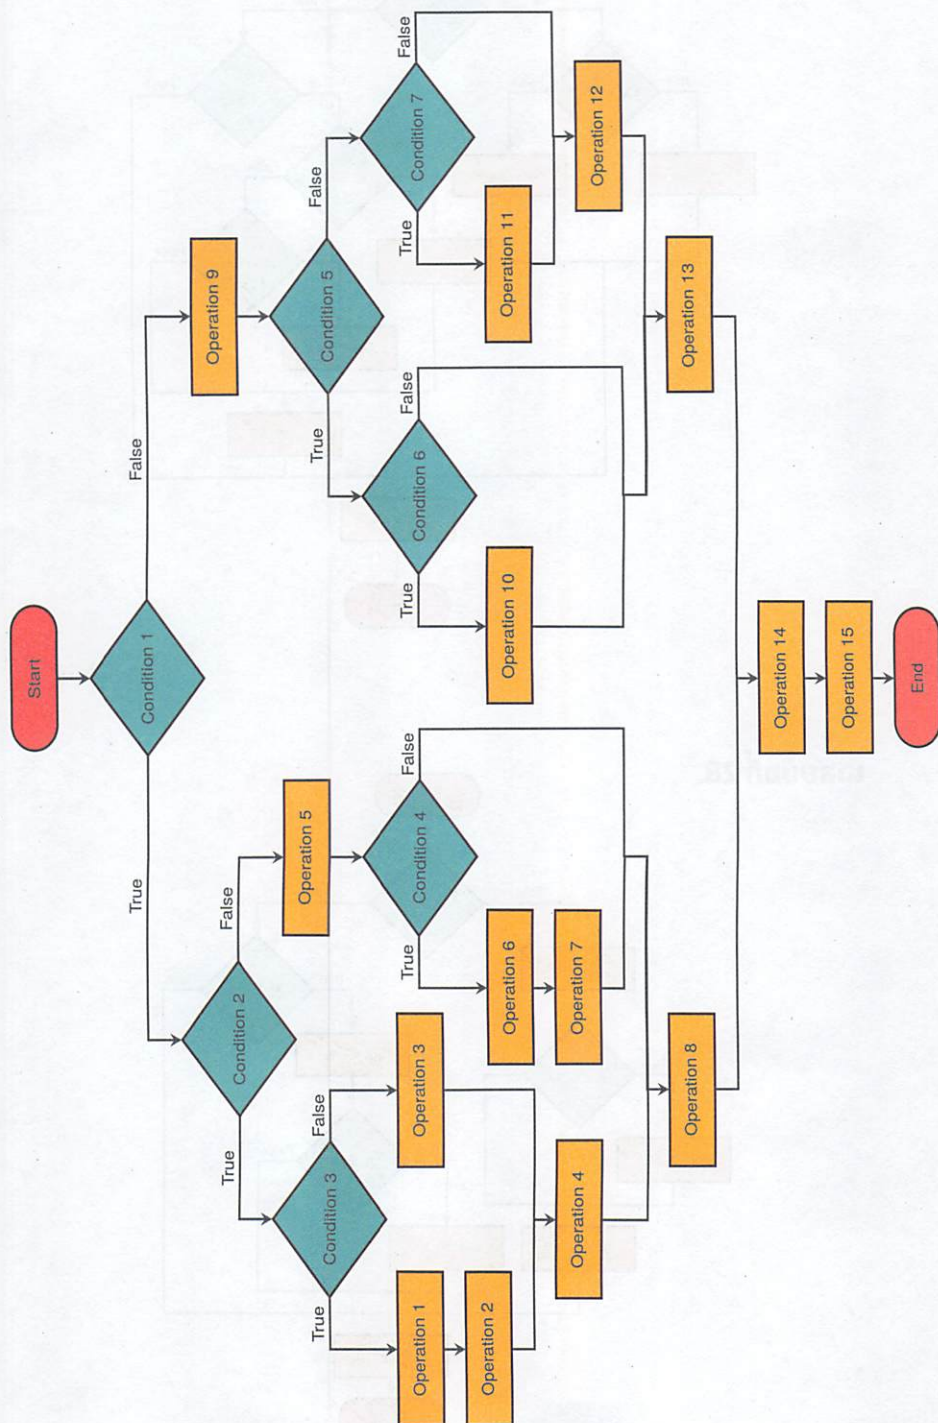 Start
Condition 1
True
False
Condition 2
Operation 9
True
False
Condition 3
Operation 5
Condition 5
True
False
True
False
Operation 1
Operation 3
Condition 4
Condition 6
Condition 7
True
False
True
False
True
False
Operation 2
Operation 6
Operation 10
Operation 11
Operation 4
Operation 7
Operation 12
Operation 8
Operation 13
Operation 14
Operation 15
End